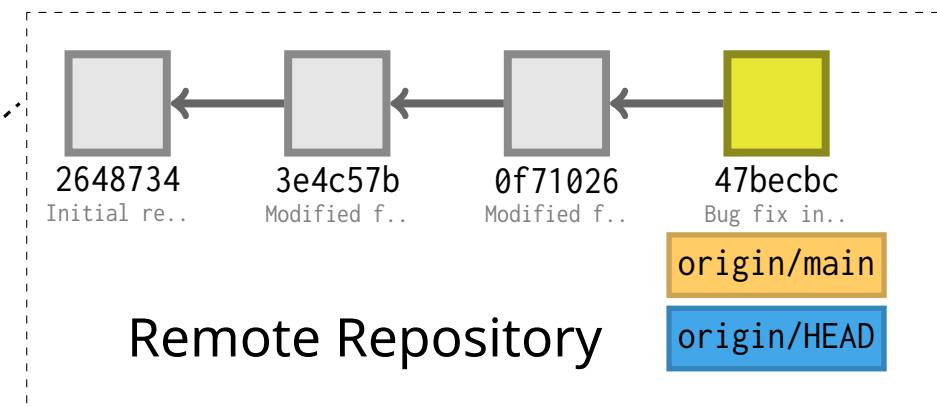 2648734 3e4c57b 0f71026 47becbc
Initial re.. Modified f.. Modified f.. Bug fix in..
origin/main
Remote Repository origin/HEAD